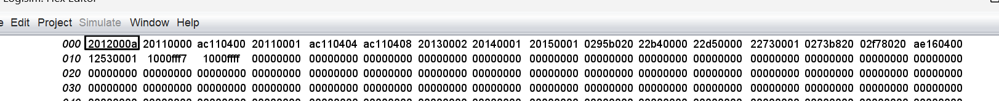 Logisim: Hex Editor
e Edit Project Simulate Window Help
000 2012000a 20110000 ac110400 20110001 ac110404 ac110408 20130002 20140001 20150001 0295b020 22b40000 22d50000 22730001 0273b820 02f78020 ae160400
010 12530001 1000fff7 1000ffff 00000000 00000000 00000000 00000000 00000000 00000000 00000000 00000000 00000000 00000000 00000000 00000000 00000000
020 00000000 00000000 00000000 00000000 00000000 00000000 00000000 00000000 00000000 00000000 00000000 00000000 00000000 00000000 00000000 00000000
030 00000000 00000000 00000000 00000000 00000000 00000000 00000000 00000000 00000000 00000000 00000000 00000000 00000000 00000000 00000000 00000000